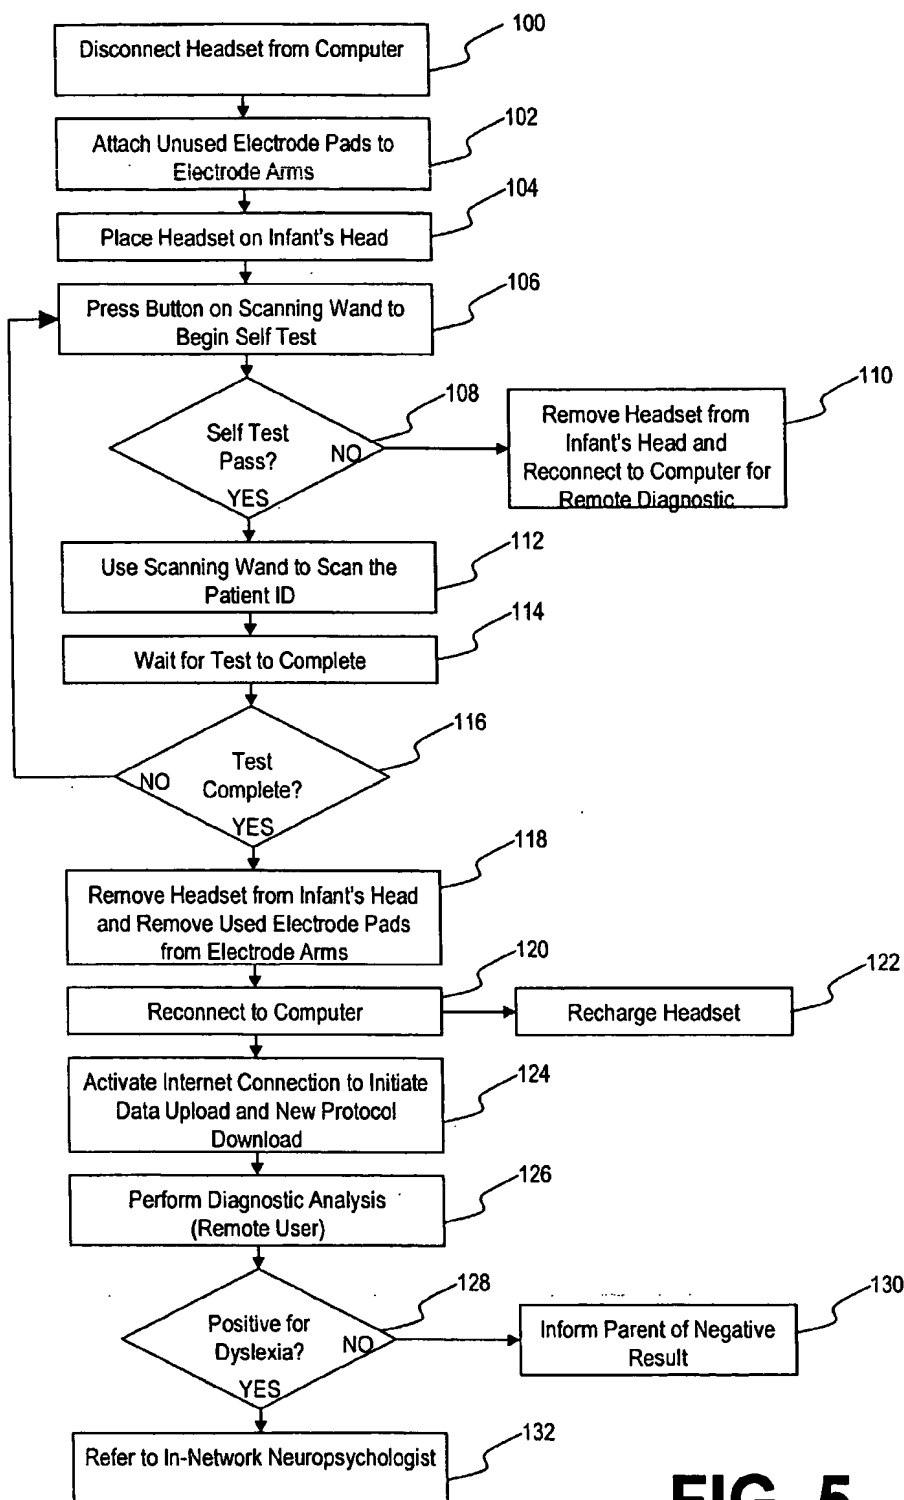 100
Disconnect Headset from Computer
102
Attach Unused Electrode Pads to
Electrode Arms
104
Place Headset on Infant's Head
106
Press Button on Scanning Wand to
Begin Self Test
108
Self Test
Pass?
NO
YES
110
Remove Headset from
Infant's Head and
Reconnect to Computer for
Remote Diagnostic
112
Use Scanning Wand to Scan the
Patient ID
114
Wait for Test to Complete
116
Test
Complete?
NO
YES
118
Remove Headset from Infant's Head
and Remove Used Electrode Pads
from Electrode Arms
120
Reconnect to Computer
122
Recharge Headset
124
Activate Internet Connection to Initiate
Data Upload and New Protocol
Download
126
Perform Diagnostic Analysis
(Remote User)
128
Positive for
Dyslexia?
NO
YES
130
Inform Parent of Negative
Result
132
Refer to In-Network Neuropsychologist
FIG. 5